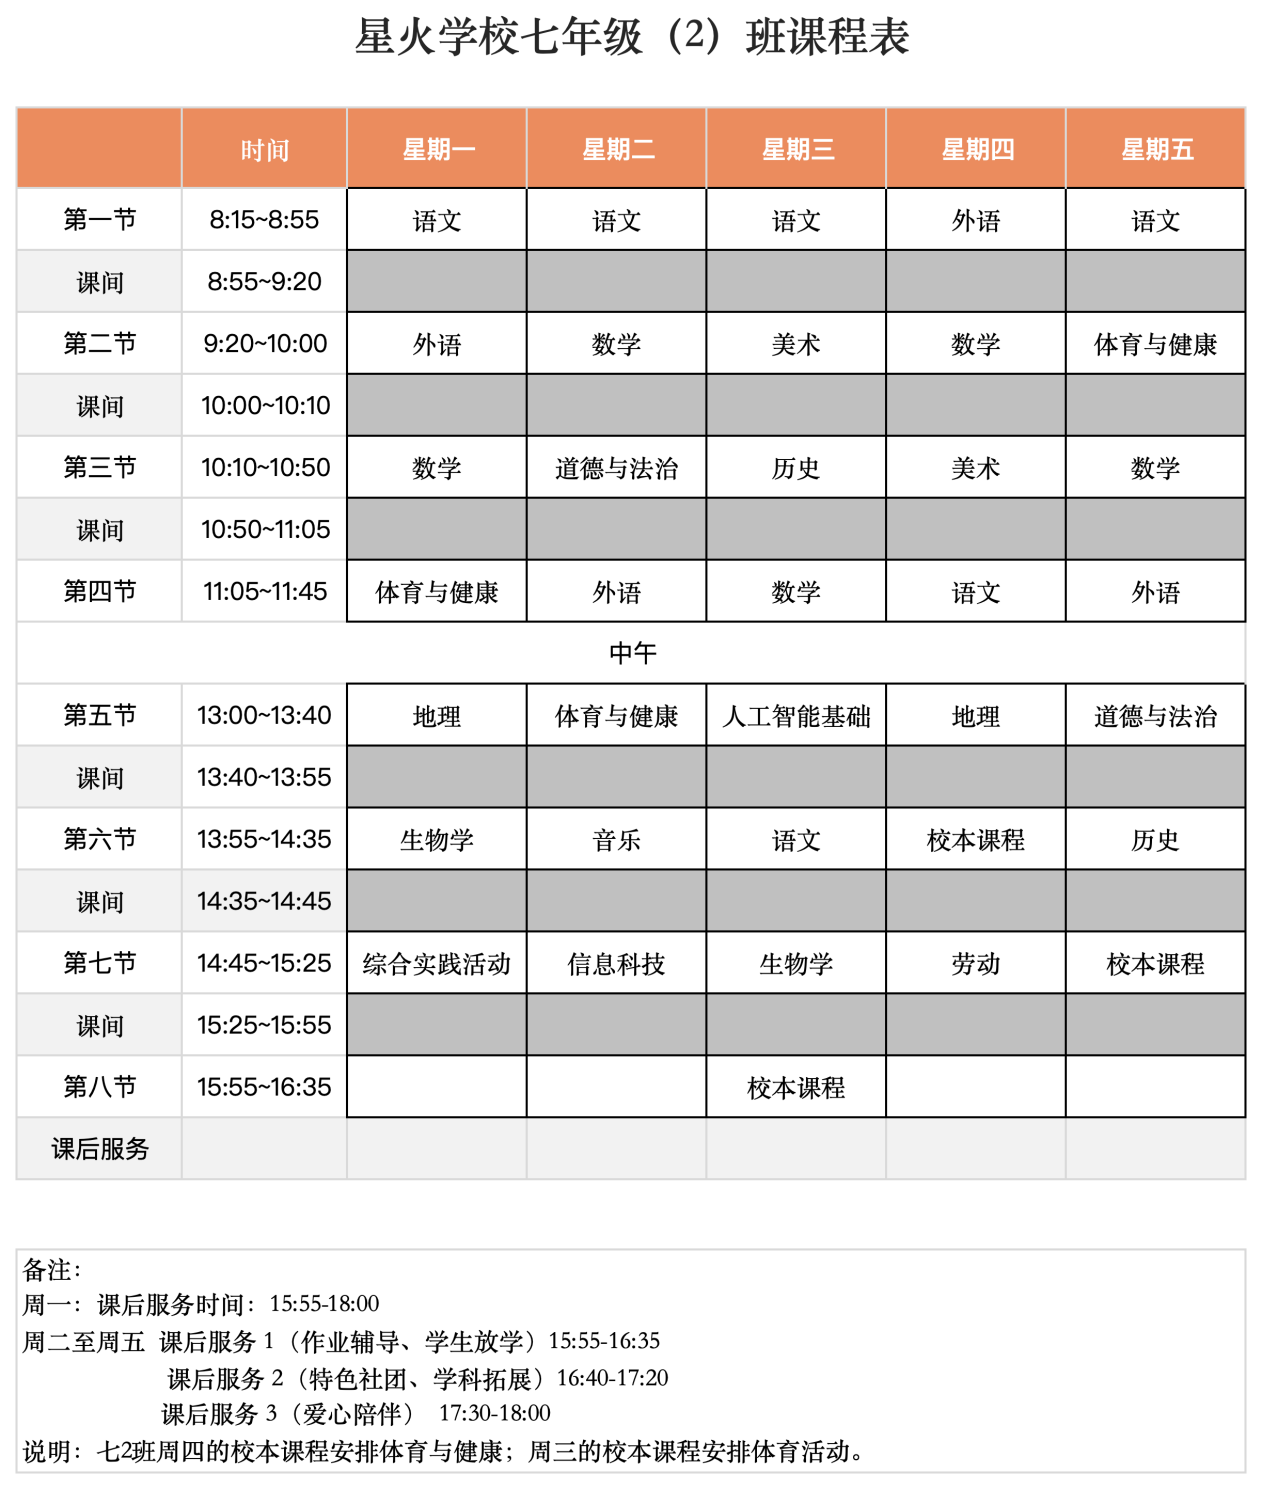 星火学校七年级（2）班课程表
时间 星期一 星期二 星期三 星期四 星期五
第一节 8:15~8:55 语文 语文 语文 外语 语文
课间 8:55~9:20
第二节 9:20~10:00 外语 数学 美术 数学 体育与健康
课间 10:00~10:10
第三节 10:10~10:50 数学 道德与法治 历史 美术 数学
课间 10:50~11:05
第四节 11:05~11:45 体育与健康 外语 数学 语文 外语
中午
第五节 13:00~13:40 地理 体育与健康 人工智能基础 地理 道德与法治
课间 13:40~13:55
第六节 13:55~14:35 生物学 音乐 语文 校本课程 历史
课间 14:35~14:45
第七节 14:45~15:25 综合实践活动 信息科技 生物学 劳动 校本课程
课间 15:25~15:55
第八节 15:55~16:35 校本课程
课后服务
备注：
周一：课后服务时间：15:55-18:00
周二至周五 课后服务 1（作业辅导、学生放学）15:55-16:35
课后服务 2（特色社团、学科拓展）16:40-17:20
课后服务 3（爱心陪伴） 17:30-18:00
说明：七2班周四的校本课程安排体育与健康；周三的校本课程安排体育活动。